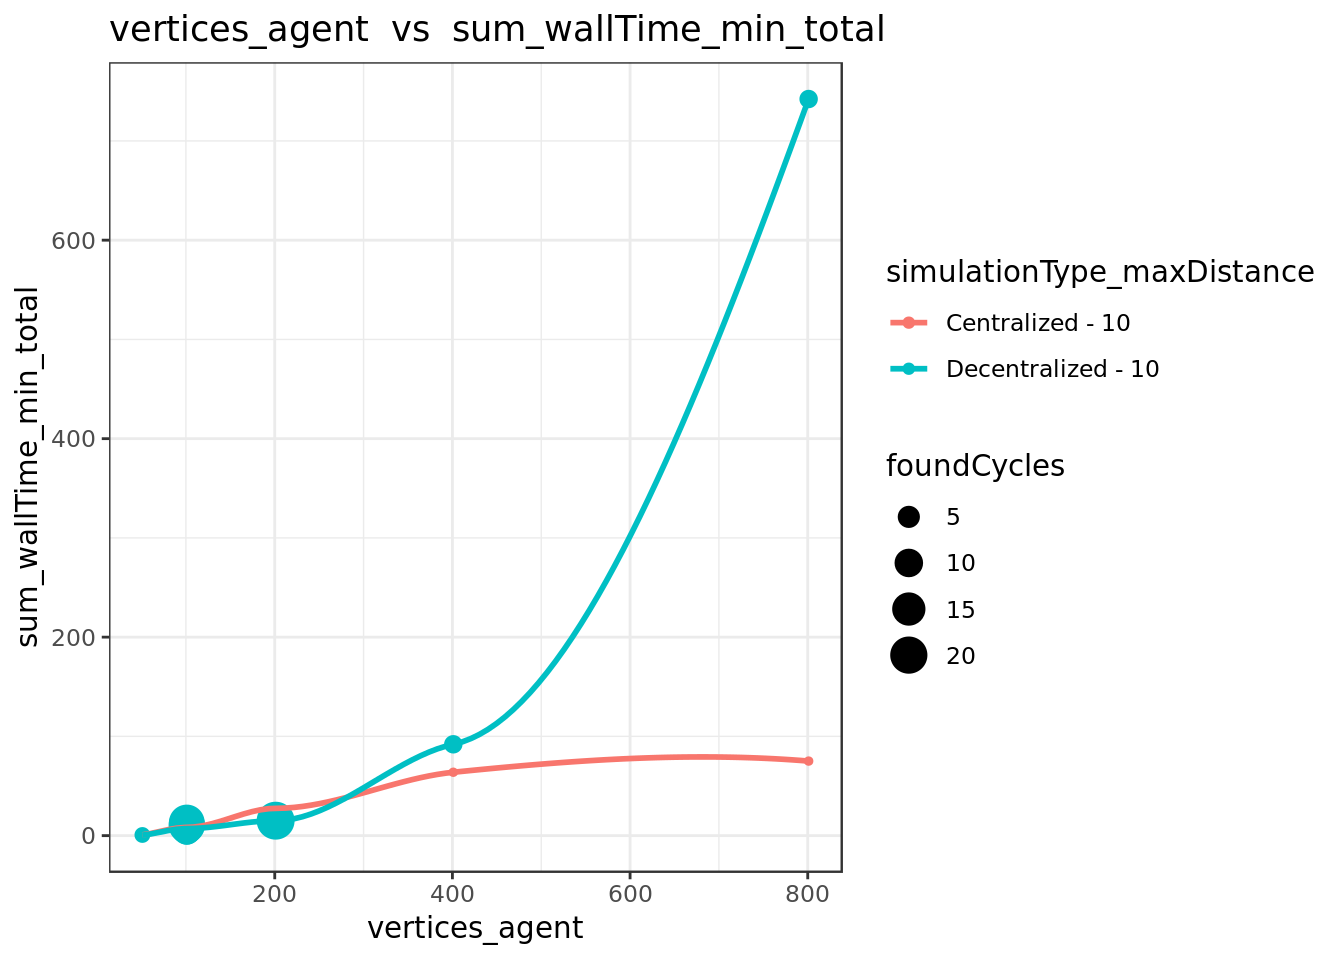 vertices_agent vs sum_wallTime_min_total
sum_wallTime_min_total
600
400
200
0
200
400
600
800
vertices_agent
simulationType_maxDistance
Centralized - 10
Decentralized - 10
foundCycles
5
10
15
20